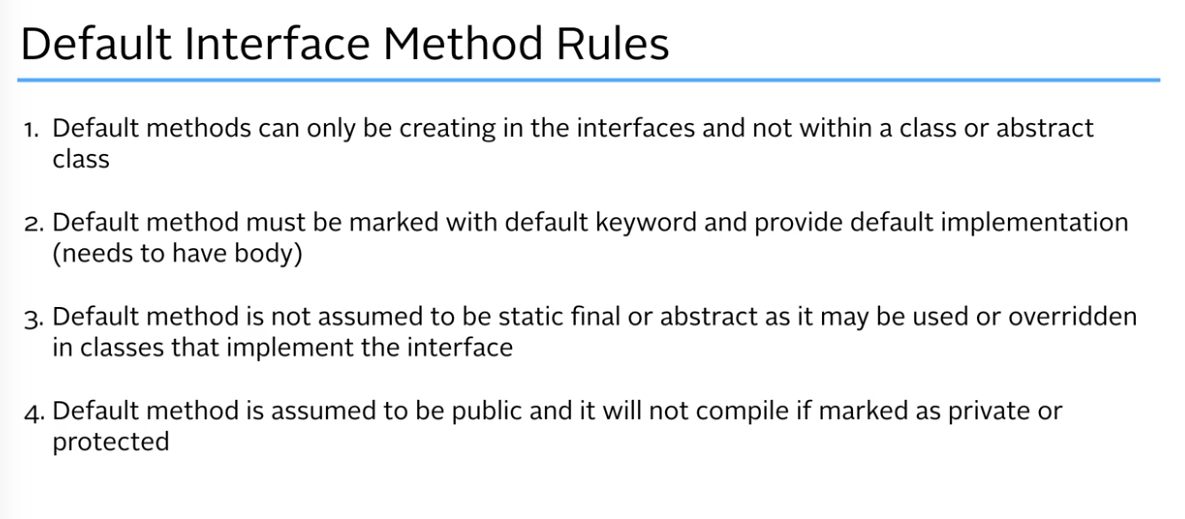 Default Interface Method Rules
1. Default methods can only be creating in the interfaces and not within a class or abstract
class
2. Default method must be marked with default keyword and provide default implementation
(needs to have body)
3. Default method is not assumed to be static final or abstract as it may be used or overridden
in classes that implement the interface
4. Default method is assumed to be public and it will not compile if marked as private or
protected